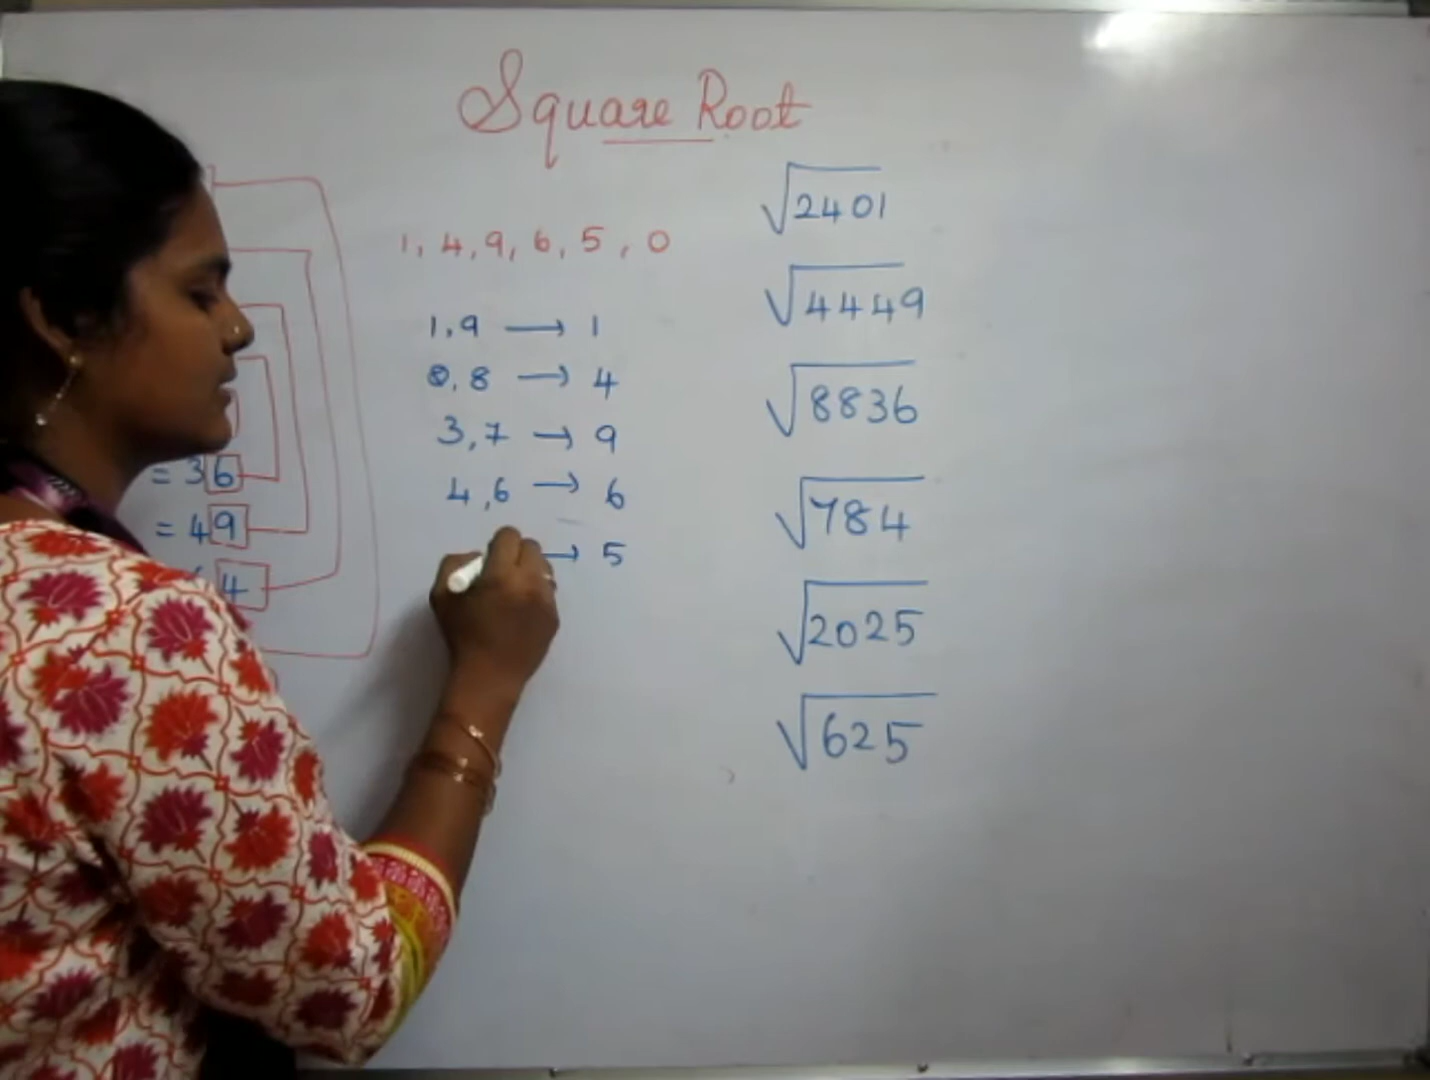 Square Root
1, 4, 9, 6, 5, 0
1, 9 → 1
, 8 → 4
3, 7 → 9
4, 6 → 6
→ 5
= 36
= 49
4
√2401
√4449
√8836
√784
√2025
√625